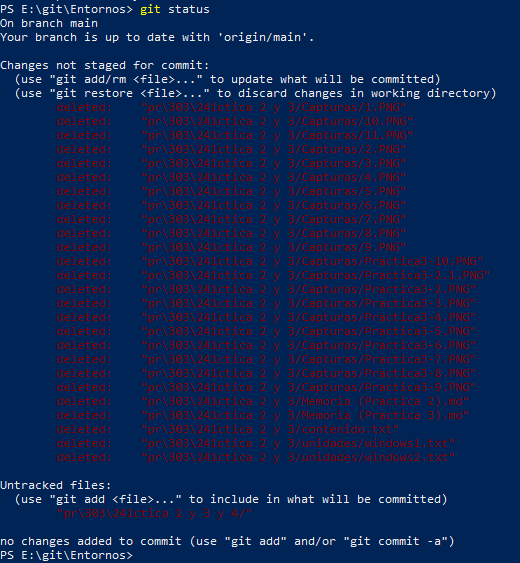 PS E:\git\Entornos> git status
On branch main
Your branch is up to date with 'origin/main'.
Changes not staged for commit:
(use "git add/rm <file>..." to update what will be committed)
(use "git restore <file>..." to discard changes in working directory)
deleted: "pr\303\241ctica 2 y 3/Capturas/1.PNG"
deleted: "pr\303\241ctica 2 y 3/Capturas/10.PNG"
deleted: "pr\303\241ctica 2 y 3/Capturas/11.PNG"
deleted: "pr\303\241ctica 2 y 3/Capturas/2.PNG"
deleted: "pr\303\241ctica 2 y 3/Capturas/3.PNG"
deleted: "pr\303\241ctica 2 y 3/Capturas/4.PNG"
deleted: "pr\303\241ctica 2 y 3/Capturas/5.PNG"
deleted: "pr\303\241ctica 2 y 3/Capturas/6.PNG"
deleted: "pr\303\241ctica 2 y 3/Capturas/7.PNG"
deleted: "pr\303\241ctica 2 y 3/Capturas/8.PNG"
deleted: "pr\303\241ctica 2 y 3/Capturas/9.PNG"
deleted: "pr\303\241ctica 2 y 3/Capturas/Practica3-10.PNG"
deleted: "pr\303\241ctica 2 y 3/Capturas/Practica3-2.1.PNG"
deleted: "pr\303\241ctica 2 y 3/Capturas/Practica3-2.PNG"
deleted: "pr\303\241ctica 2 y 3/Capturas/Practica3-3.PNG"
deleted: "pr\303\241ctica 2 y 3/Capturas/Practica3-4.PNG"
deleted: "pr\303\241ctica 2 y 3/Capturas/Practica3-5.PNG"
deleted: "pr\303\241ctica 2 y 3/Capturas/Practica3-6.PNG"
deleted: "pr\303\241ctica 2 y 3/Capturas/Practica3-7.PNG"
deleted: "pr\303\241ctica 2 y 3/Capturas/Practica3-8.PNG"
deleted: "pr\303\241ctica 2 y 3/Capturas/Practica3-9.PNG"
deleted: "pr\303\241ctica 2 y 3/Memoria (Practica 2).md"
deleted: "pr\303\241ctica 2 y 3/Memoria (Practica 3).md"
deleted: "pr\303\241ctica 2 y 3/contenido.txt"
deleted: "pr\303\241ctica 2 y 3/unidades/windows1.txt"
deleted: "pr\303\241ctica 2 y 3/unidades/windows2.txt"
Untracked files:
(use "git add <file>..." to include in what will be committed)
"pr\303\241ctica 2 y 3 y 4/"
no changes added to commit (use "git add" and/or "git commit -a")
PS E:\git\Entornos>